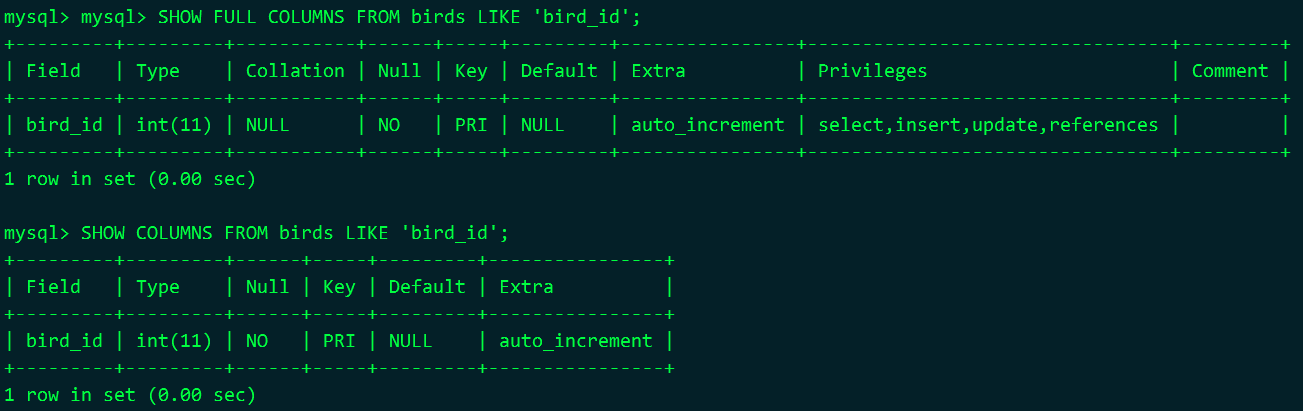 mysql> mysql> SHOW FULL COLUMNS FROM birds LIKE 'bird_id';
+---------+---------+-----------+------+-----+---------+----------------+---------------------------------+---------+
| Field   | Type    | Collation | Null | Key | Default | Extra          | Privileges                      | Comment |
+---------+---------+-----------+------+-----+---------+----------------+---------------------------------+---------+
| bird_id | int(11) | NULL      | NO   | PRI | NULL    | auto_increment | select,insert,update,references |         |
+---------+---------+-----------+------+-----+---------+----------------+---------------------------------+---------+
1 row in set (0.00 sec)

mysql> SHOW COLUMNS FROM birds LIKE 'bird_id';
+---------+---------+------+-----+---------+----------------+
| Field   | Type    | Null | Key | Default | Extra          |
+---------+---------+------+-----+---------+----------------+
| bird_id | int(11) | NO   | PRI | NULL    | auto_increment |
+---------+---------+------+-----+---------+----------------+
1 row in set (0.00 sec)